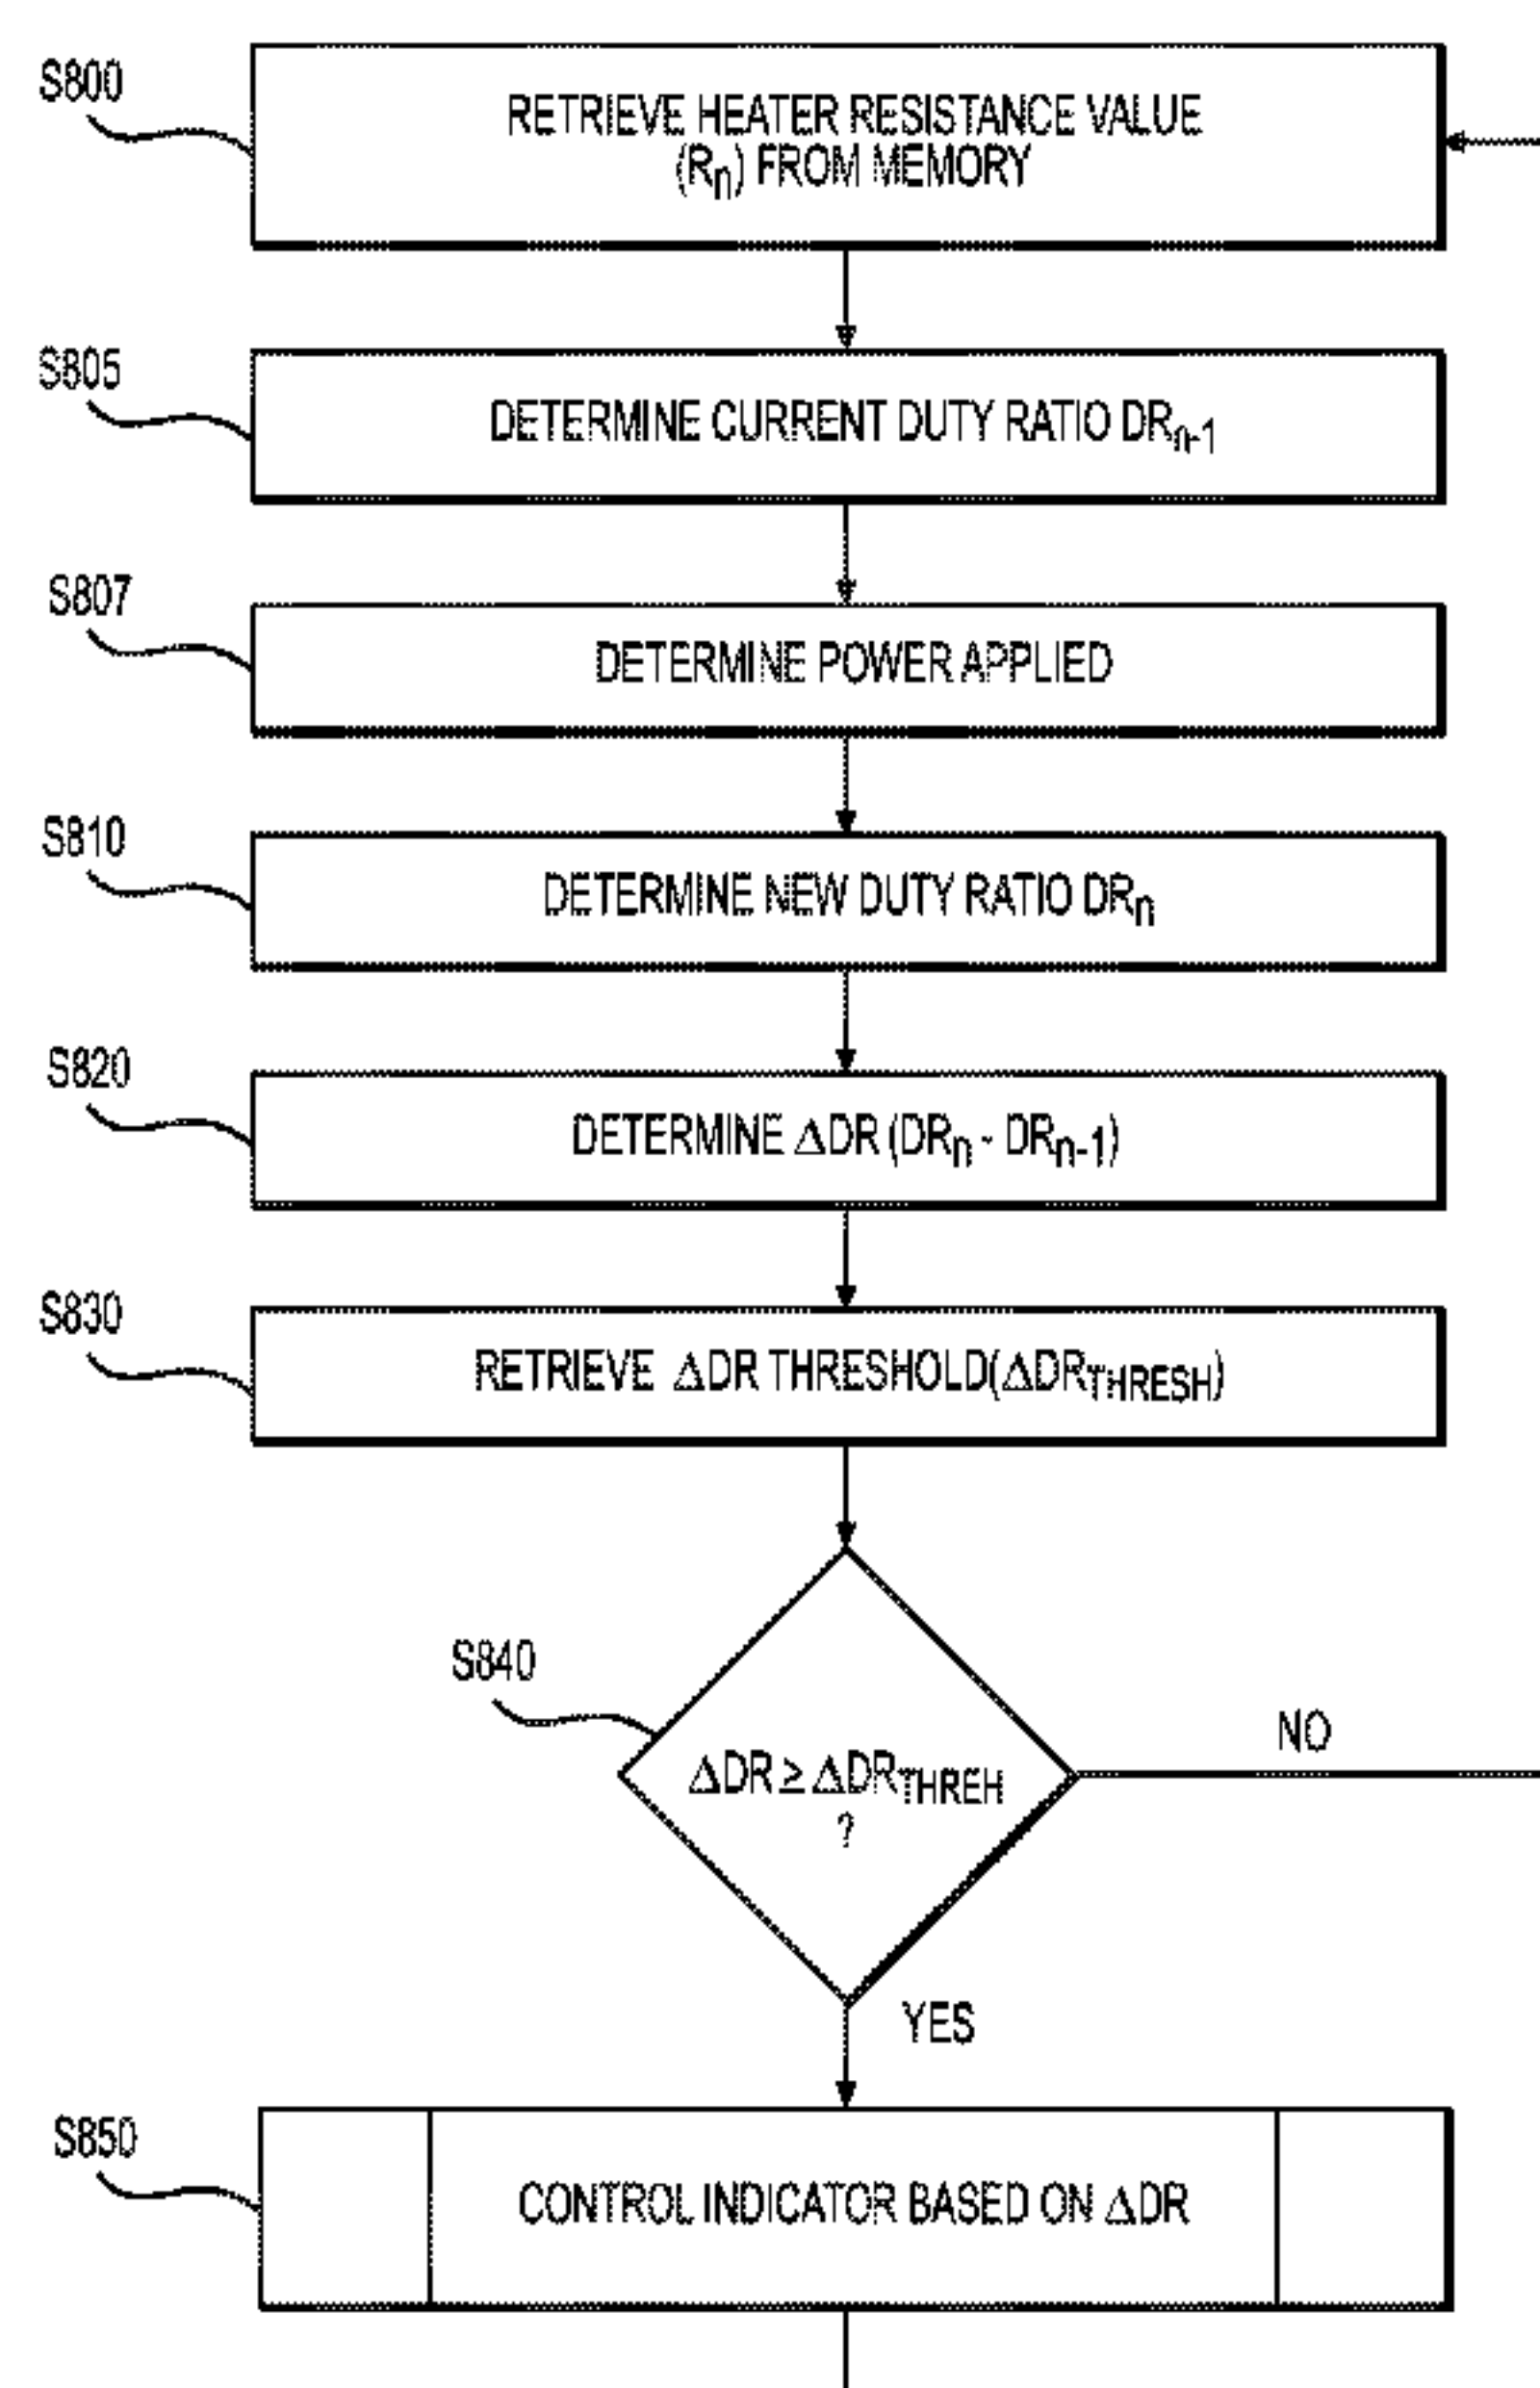 S800
RETRIEVE HEATER RESISTANCE VALUE
(Rn) FROM MEMORY
S805
DETERMINE CURRENT DUTY RATIO DRn-1
S807
DETERMINE POWER APPLIED
S810
DETERMINE NEW DUTY RATIO DRn
S820
DETERMINE ΔDR (DRn - DRn-1)
S830
RETRIEVE ΔDR THRESHOLD(ΔDRTHRESH)
S840
ΔDR ≥ ΔDRTHREH
?
NO
YES
S850
CONTROL INDICATOR BASED ON ΔDR